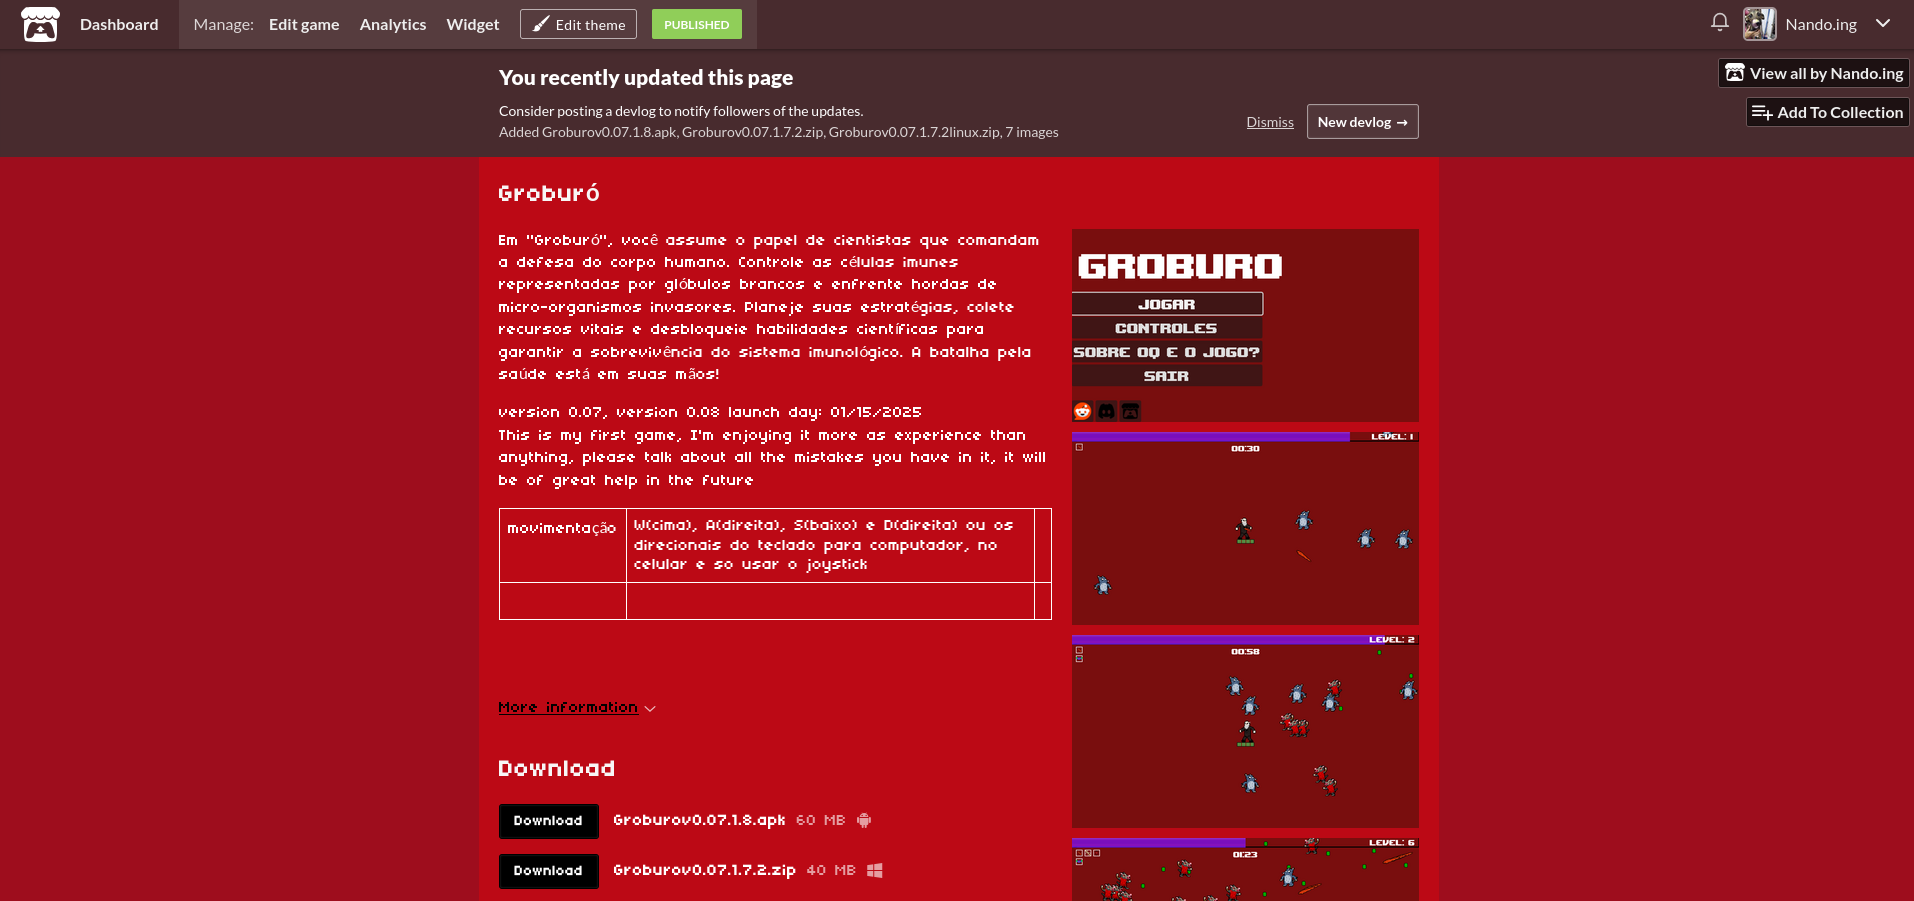 Dashboard
Manage: Edit game Analytics Widget Edit theme PUBLISHED
Nando.ing
You recently updated this page
Consider posting a devlog to notify followers of the updates.
Added Groburov0.07.1.8.apk, Groburov0.07.1.7.2.zip, Groburov0.07.1.7.2linux.zip, 7 images
Dismiss
New devlog →
View all by Nando.ing
Add To Collection
Groburó
Em "Groburó", você assume o papel de cientistas que comandam
a defesa do corpo humano. Controle as células imunes
representadas por glóbulos brancos e enfrente hordas de
micro-organismos invasores. Planeje suas estratégias, colete
recursos vitais e desbloqueie habilidades científicas para
garantir a sobrevivência do sistema imunológico. A batalha pela
saúde está em suas mãos!
version 0.07, version 0.08 launch day: 01/15/2025
This is my first game, I'm enjoying it more as experience than
anything, please talk about all the mistakes you have in it, it will
be of great help in the future
movimentação
W(cima), A(direita), S(baixo) e D(direita) ou os
direcionais do teclado para computador, no
celular e so usar o joystick
More information
Download
Download Groburov0.07.1.8.apk 60 MB
Download Groburov0.07.1.7.2.zip 40 MB
GROBURO
JOGAR
CONTROLES
SOBRE OQ E O JOGO?
SAIR
LEVEL: 1
00:30
LEVEL: 2
00:58
LEVEL: 6
01:23